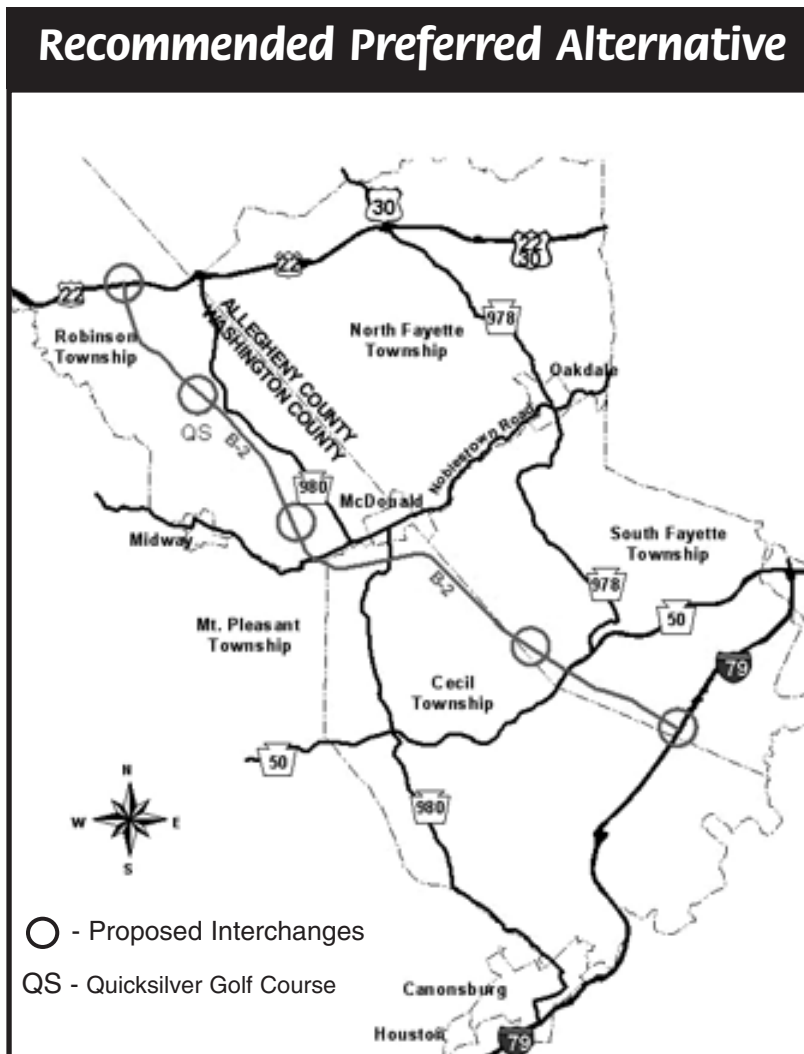 Recommended Preferred Alternative
30
22
30
22
22
ALLEGHENY COUNTY
WASHINGTON COUNTY
Robinson
Township
North Fayette
Township
978
Oakdale
QS
B-2
Noblestown Road
980
McDonald
Midway
South Fayette
Township
B-2
978
50
Mt. Pleasant
Township
79
Cecil
Township
50
980
N
W
E
S
- Proposed Interchanges
QS - Quicksilver Golf Course
Canonsburg
Houston
79